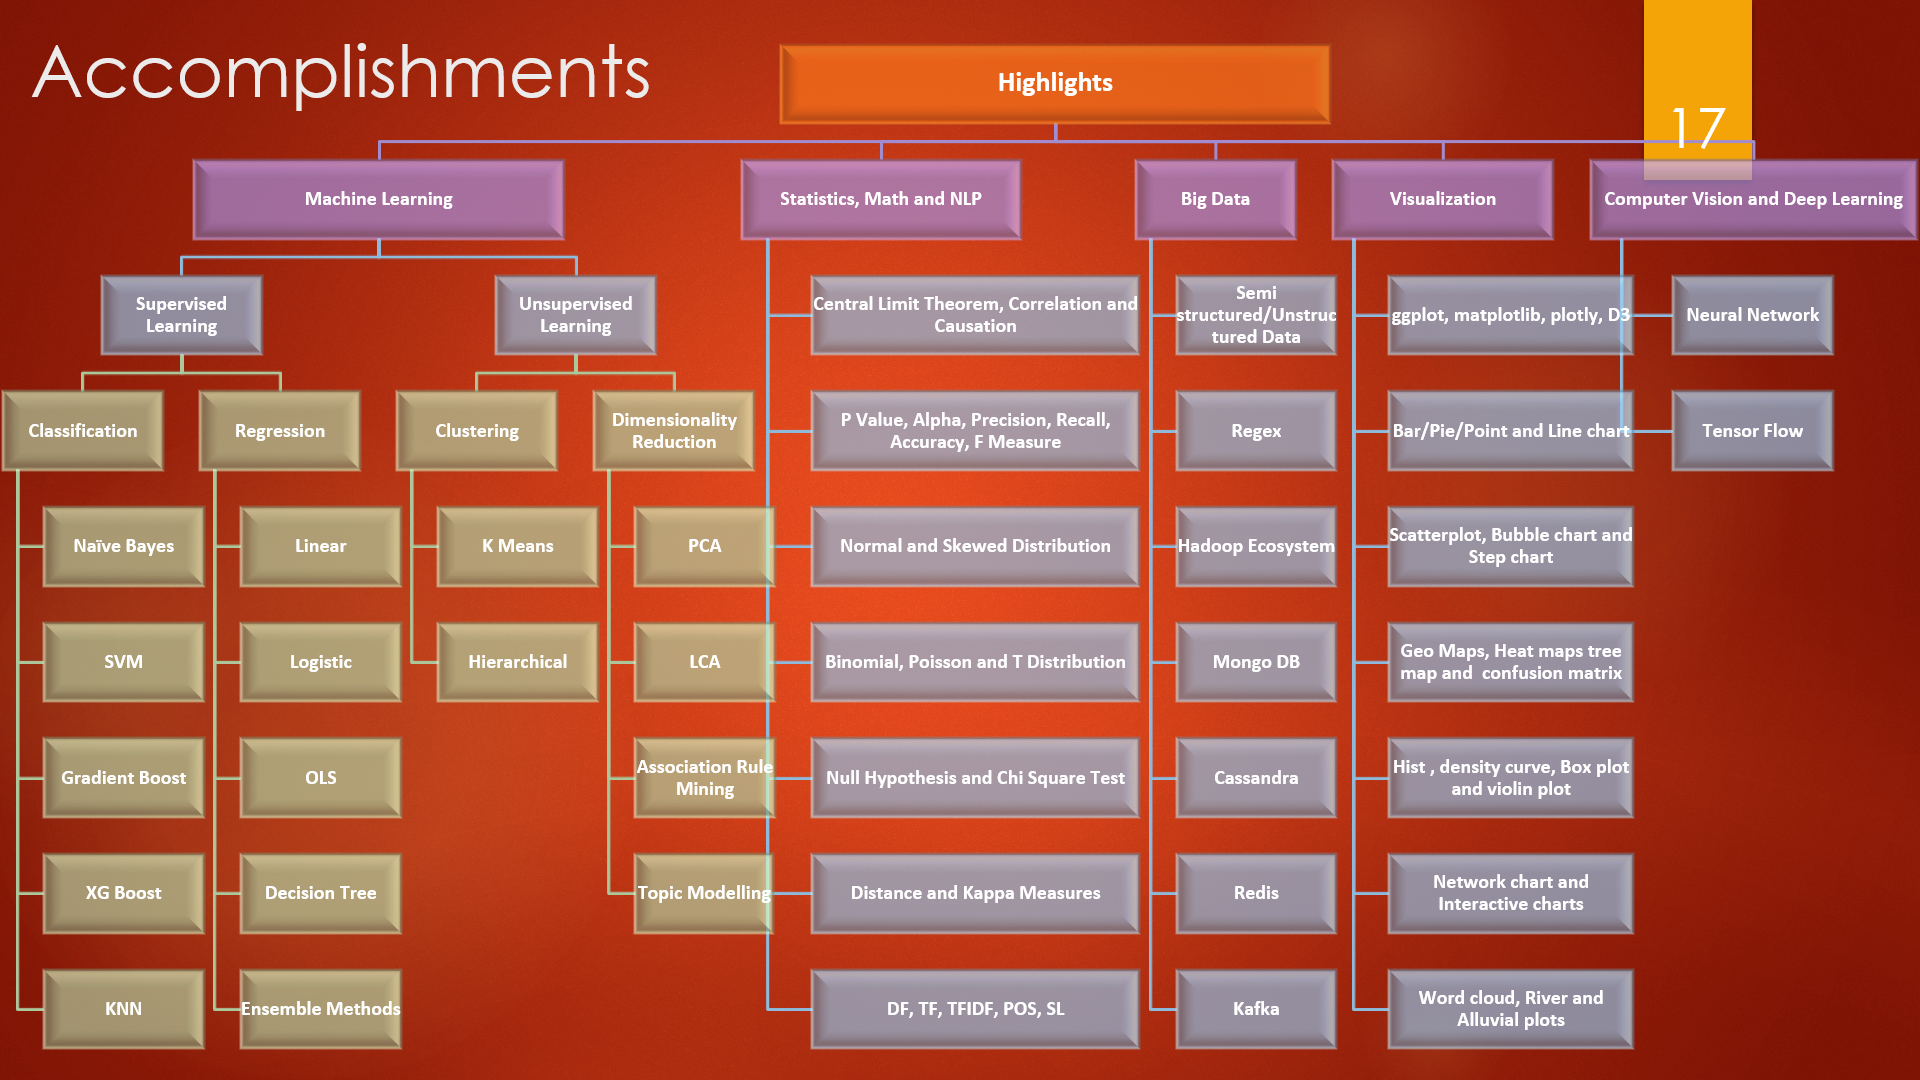 Accomplishments
17
Highlights
Machine Learning
Supervised
Learning
Classification
Naïve Bayes
SVM
Gradient Boost
XG Boost
KNN
Regression
Linear
Logistic
OLS
Decision Tree
Ensemble Methods
Unsupervised
Learning
Clustering
K Means
Hierarchical
Dimensionality
Reduction
PCA
LCA
Association Rule
Mining
Topic Modelling
Statistics, Math and NLP
Central Limit Theorem, Correlation and
Causation
P Value, Alpha, Precision, Recall,
Accuracy, F Measure
Normal and Skewed Distribution
Binomial, Poisson and T Distribution
Null Hypothesis and Chi Square Test
Distance and Kappa Measures
DF, TF, TFIDF, POS, SL
Big Data
Semi
structured/Unstruc
tured Data
Regex
Hadoop Ecosystem
Mongo DB
Cassandra
Redis
Kafka
Visualization
ggplot, matplotlib, plotly, D3
Bar/Pie/Point and Line chart
Scatterplot, Bubble chart and
Step chart
Geo Maps, Heat maps tree
map and  confusion matrix
Hist , density curve, Box plot
and violin plot
Network chart and
Interactive charts
Word cloud, River and
Alluvial plots
Computer Vision and Deep Learning
Neural Network
Tensor Flow